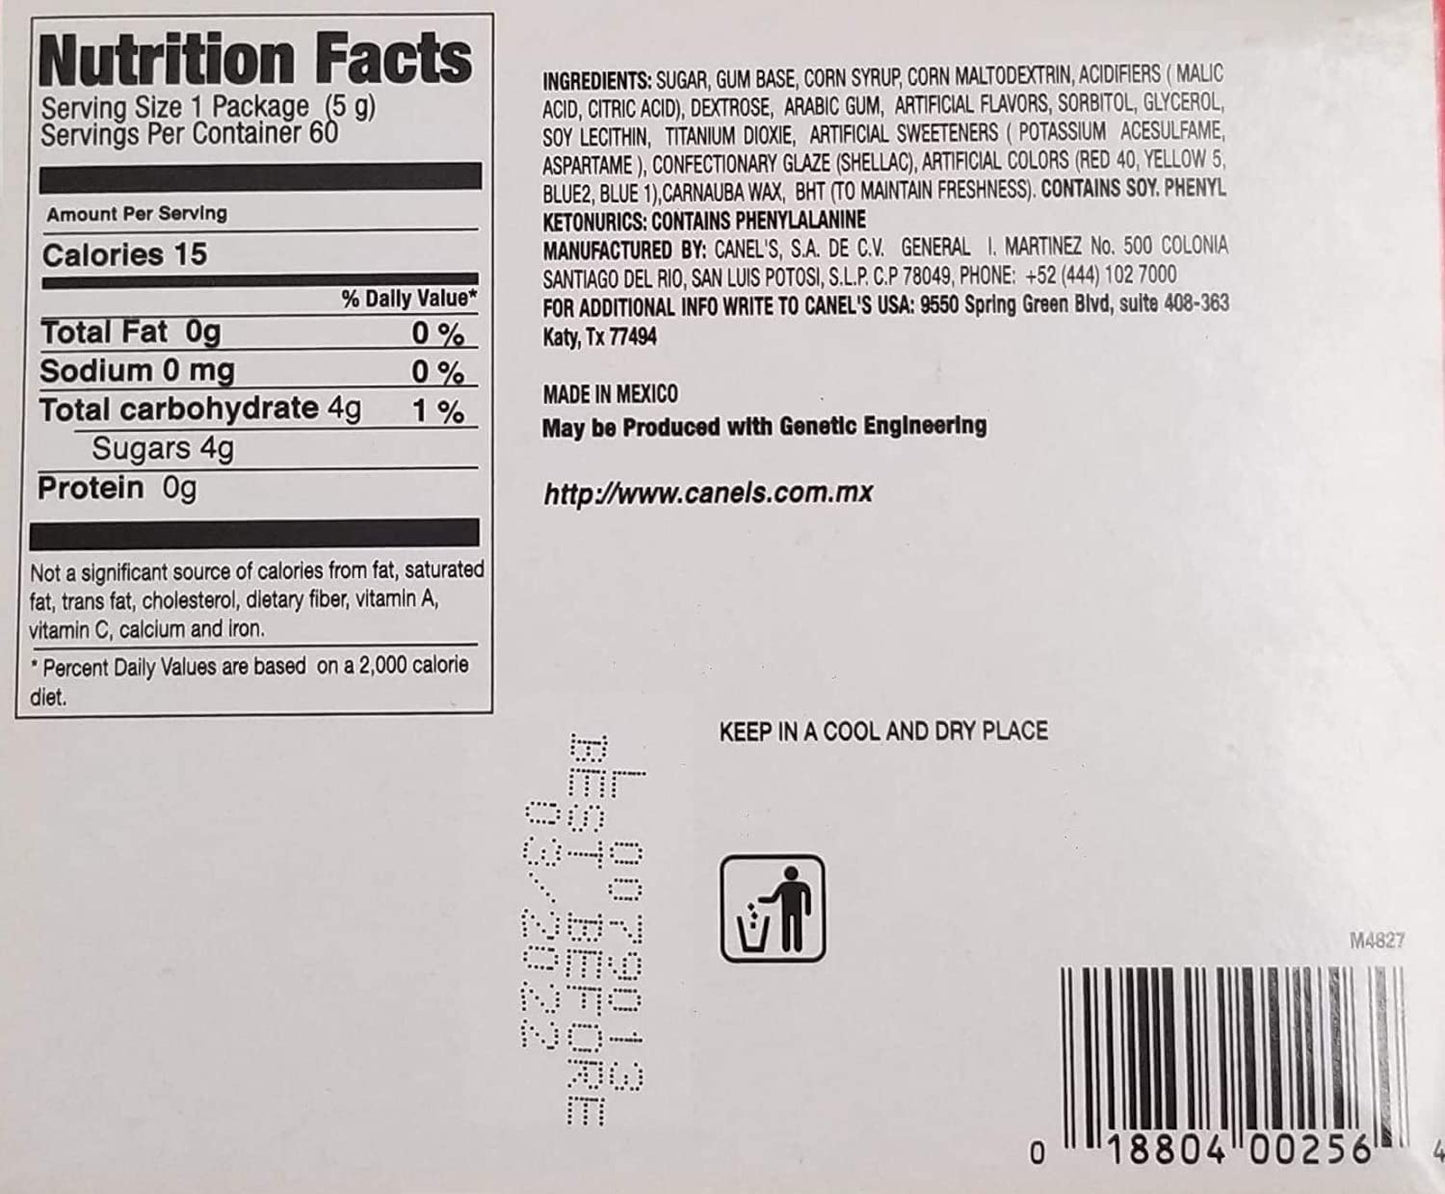 Nutrition Facts
Serving Size 1 Package (5 g)
Servings Per Container 60
Amount Per Serving
Calories 15
% Daily Value*
Total Fat 0g 0 %
Sodium 0 mg 0 %
Total carbohydrate 4g 1 %
Sugars 4g
Protein 0g
Not a significant source of calories from fat, saturated
fat, trans fat, cholesterol, dietary fiber, vitamin A,
vitamin C, calcium and iron.
* Percent Daily Values are based on a 2,000 calorie
diet.
INGREDIENTS: SUGAR, GUM BASE, CORN SYRUP, CORN MALTODEXTRIN, ACIDIFIERS ( MALIC
ACID, CITRIC ACID), DEXTROSE, ARABIC GUM, ARTIFICIAL FLAVORS, SORBITOL, GLYCEROL,
SOY LECITHIN, TITANIUM DIOXIE, ARTIFICIAL SWEETENERS ( POTASSIUM ACESULFAME,
ASPARTAME ), CONFECTIONARY GLAZE (SHELLAC), ARTIFICIAL COLORS (RED 40, YELLOW 5,
BLUE2, BLUE 1),CARNAUBA WAX, BHT (TO MAINTAIN FRESHNESS). CONTAINS SOY. PHENYL
KETONURICS: CONTAINS PHENYLALANINE
MANUFACTURED BY: CANEL'S, S.A. DE C.V. GENERAL I. MARTINEZ No. 500 COLONIA
SANTIAGO DEL RIO, SAN LUIS POTOSI, S.L.P. C.P 78049, PHONE: +52 (444) 102 7000
FOR ADDITIONAL INFO WRITE TO CANEL'S USA: 9550 Spring Green Blvd, suite 408-363
Katy, Tx 77494
MADE IN MEXICO
May be Produced with Genetic Engineering
http://www.canels.com.mx
KEEP IN A COOL AND DRY PLACE
L 0079013
BEST BEFORE
03/2022
M4827
0 18804 00256 4